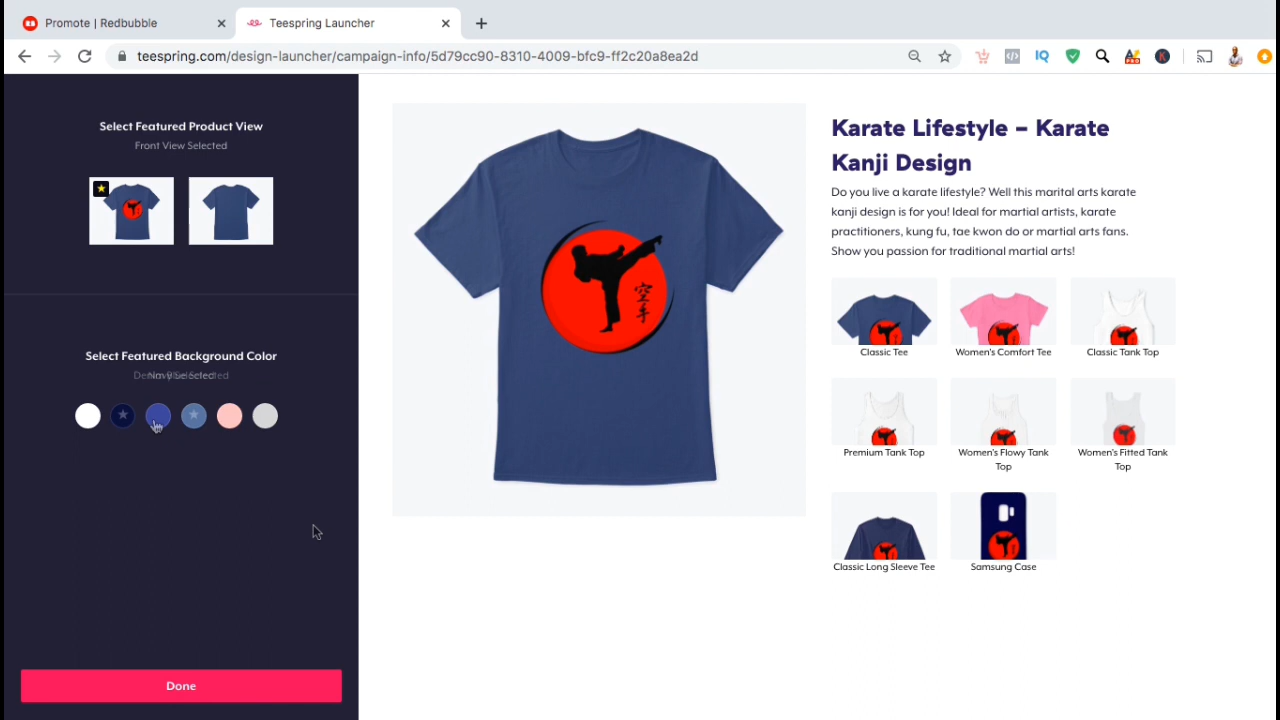 Promote | Redbubble
Teespring Launcher
teespring.com/design-launcher/campaign-info/5d79cc90-8310-4009-bfc9-ff2c20a8ea2d
Select Featured Product View
Front View Selected
Select Featured Background Color
Done
空手
Karate Lifestyle – Karate
Kanji Design
Do you live a karate lifestyle? Well this marital arts karate
kanji design is for you! Ideal for martial artists, karate
practitioners, kung fu, tae kwon do or martial arts fans.
Show you passion for traditional martial arts!
Classic Tee
Women's Comfort Tee
Classic Tank Top
Premium Tank Top
Women's Flowy Tank
Top
Women's Fitted Tank
Top
Classic Long Sleeve Tee
Samsung Case